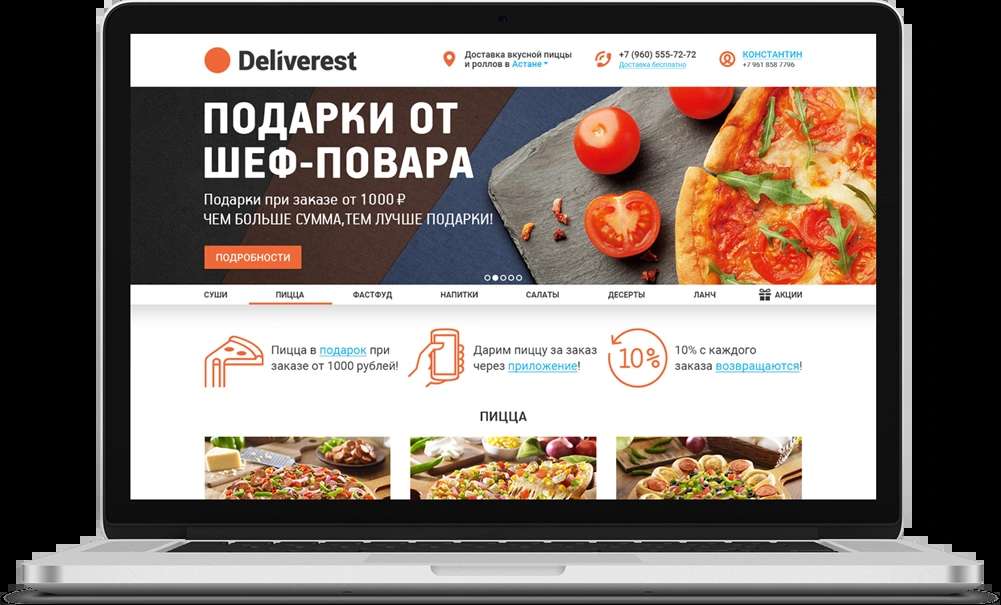 Deliverest
Доставка вкусной пиццы
и роллов в Астане
+7 (960) 555-72-72
Доставка бесплатно
КОНСТАНТИН
+7 961 858 7796
ПОДАРКИ ОТ
ШЕФ-ПОВАРА
Подарки при заказе от 1000 ₽
ЧЕМ БОЛЬШЕ СУММА,ТЕМ ЛУЧШЕ ПОДАРКИ!
ПОДРОБНОСТИ
СУШИ ПИЦЦА ФАСТФУД НАПИТКИ САЛАТЫ ДЕСЕРТЫ ЛАНЧ АКЦИИ
Пицца в подарок при
заказе от 1000 рублей!
Дарим пиццу за заказ
через приложение!
10%
10% с каждого
заказа возвращаются!
ПИЦЦА